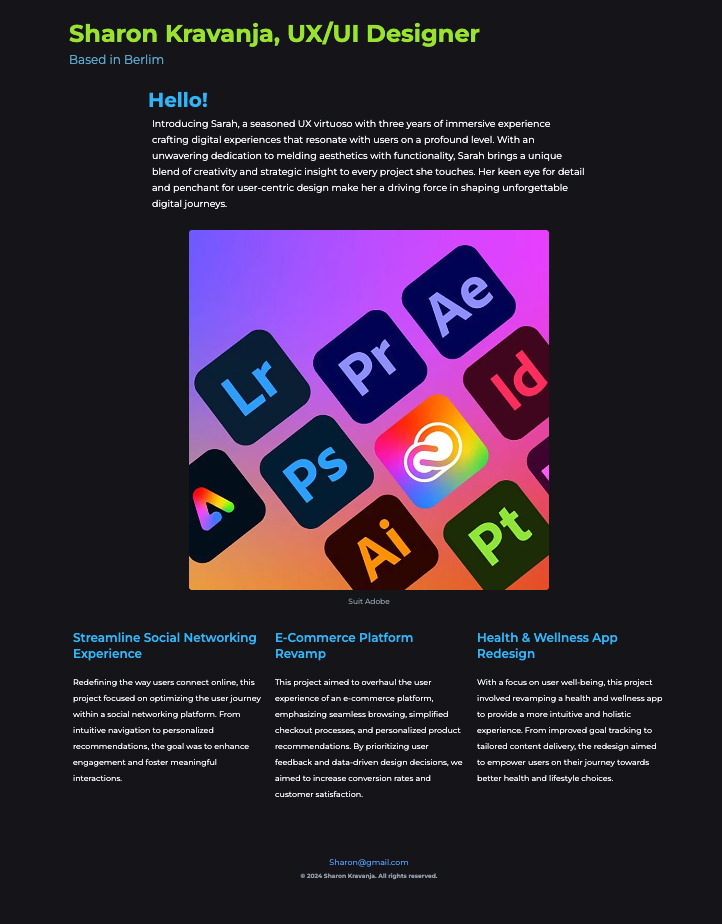 Sharon Kravanja, UX/UI Designer
Based in Berlim
Hello!
Introducing Sarah, a seasoned UX virtuoso with three years of immersive experience
crafting digital experiences that resonate with users on a profound level. With an
unwavering dedication to melding aesthetics with functionality, Sarah brings a unique
blend of creativity and strategic insight to every project she touches. Her keen eye for detail
and penchant for user-centric design make her a driving force in shaping unforgettable
digital journeys.
Ae
Pr
Id
Lr
Ps
Pt
Ai
Suit Adobe
Streamline Social Networking
Experience
Redefining the way users connect online, this
project focused on optimizing the user journey
within a social networking platform. From
intuitive navigation to personalized
recommendations, the goal was to enhance
engagement and foster meaningful
interactions.
E-Commerce Platform
Revamp
This project aimed to overhaul the user
experience of an e-commerce platform,
emphasizing seamless browsing, simplified
checkout processes, and personalized product
recommendations. By prioritizing user
feedback and data-driven design decisions, we
aimed to increase conversion rates and
customer satisfaction.
Health & Wellness App
Redesign
With a focus on user well-being, this project
involved revamping a health and wellness app
to provide a more intuitive and holistic
experience. From improved goal tracking to
tailored content delivery, the redesign aimed
to empower users on their journey towards
better health and lifestyle choices.
Sharon@gmail.com
© 2024 Sharon Kravanja. All rights reserved.